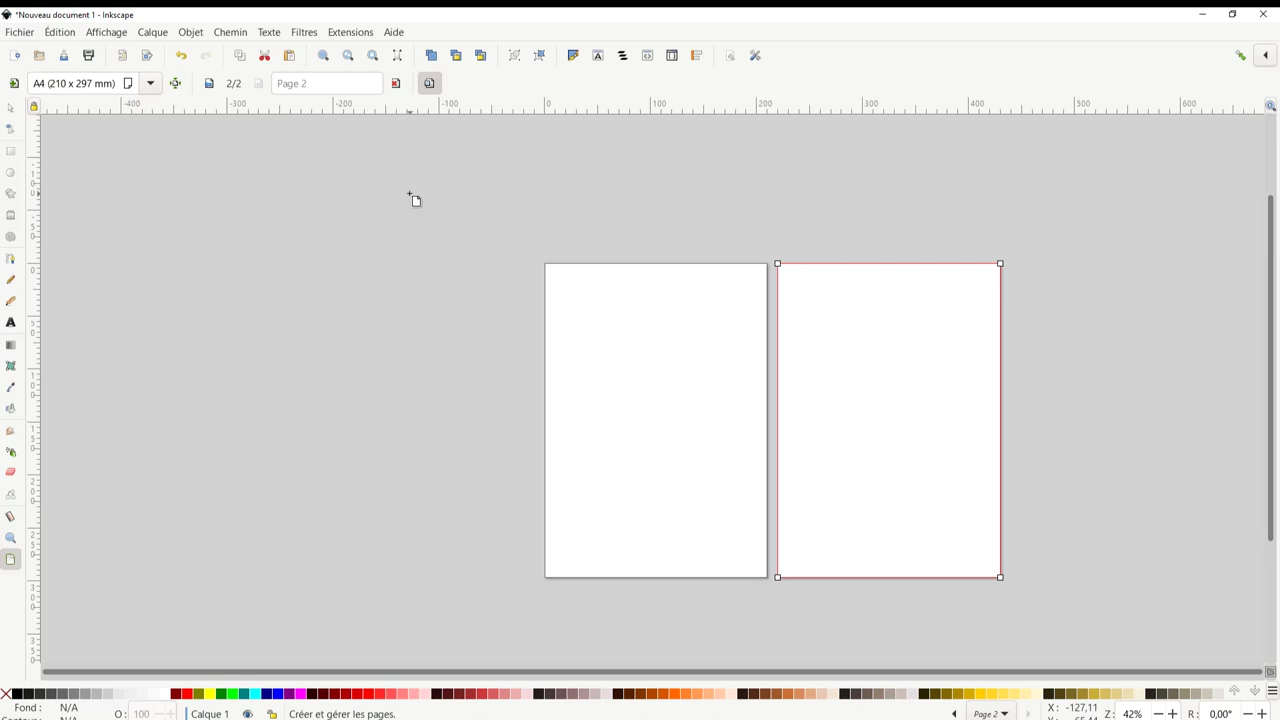 *Nouveau document 1 - Inkscape
Fichier Édition Affichage Calque Objet Chemin Texte Filtres Extensions Aide
A4 (210 x 297 mm) 2/2 Page 2
-400 -300 -200 -100 0 100 200 300 400 500 600
Fond : N/A
O : 100 Calque 1 Créer et gérer les pages. Page 2 X : -127,11 Z : 42% R : 0,00°